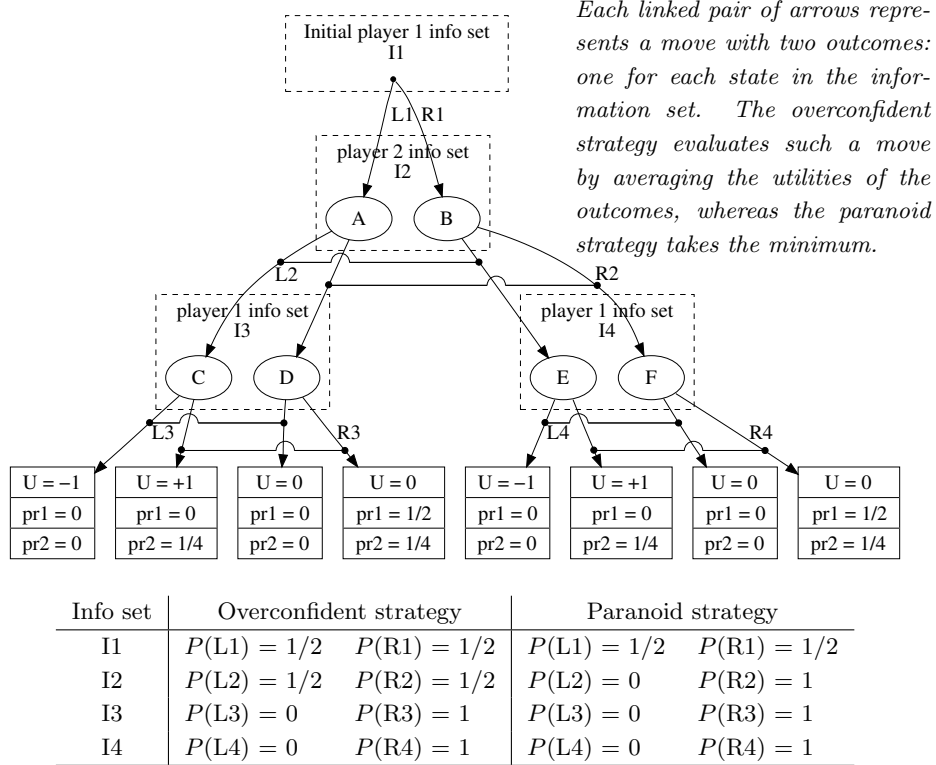 Initial player 1 info set
I1
Each linked pair of arrows repre-
sents a move with two outcomes:
one for each state in the infor-
mation set. The overconfident
strategy evaluates such a move
by averaging the utilities of the
outcomes, whereas the paranoid
strategy takes the minimum.
L1 R1
player 2 info set
I2
A B
L2 R2
player 1 info set
I3
player 1 info set
I4
C D E F
L3 R3 L4 R4
U = −1 U = +1 U = 0 U = 0 U = −1 U = +1 U = 0 U = 0
pr1 = 0 pr1 = 0 pr1 = 0 pr1 = 1/2 pr1 = 0 pr1 = 0 pr1 = 0 pr1 = 1/2
pr2 = 0 pr2 = 1/4 pr2 = 0 pr2 = 1/4 pr2 = 0 pr2 = 1/4 pr2 = 0 pr2 = 1/4
Info set Overconfident strategy Paranoid strategy
I1 P(L1) = 1/2 P(R1) = 1/2 P(L1) = 1/2 P(R1) = 1/2
I2 P(L2) = 1/2 P(R2) = 1/2 P(L2) = 0 P(R2) = 1
I3 P(L3) = 0 P(R3) = 1 P(L3) = 0 P(R3) = 1
I4 P(L4) = 0 P(R4) = 1 P(L4) = 0 P(R4) = 1